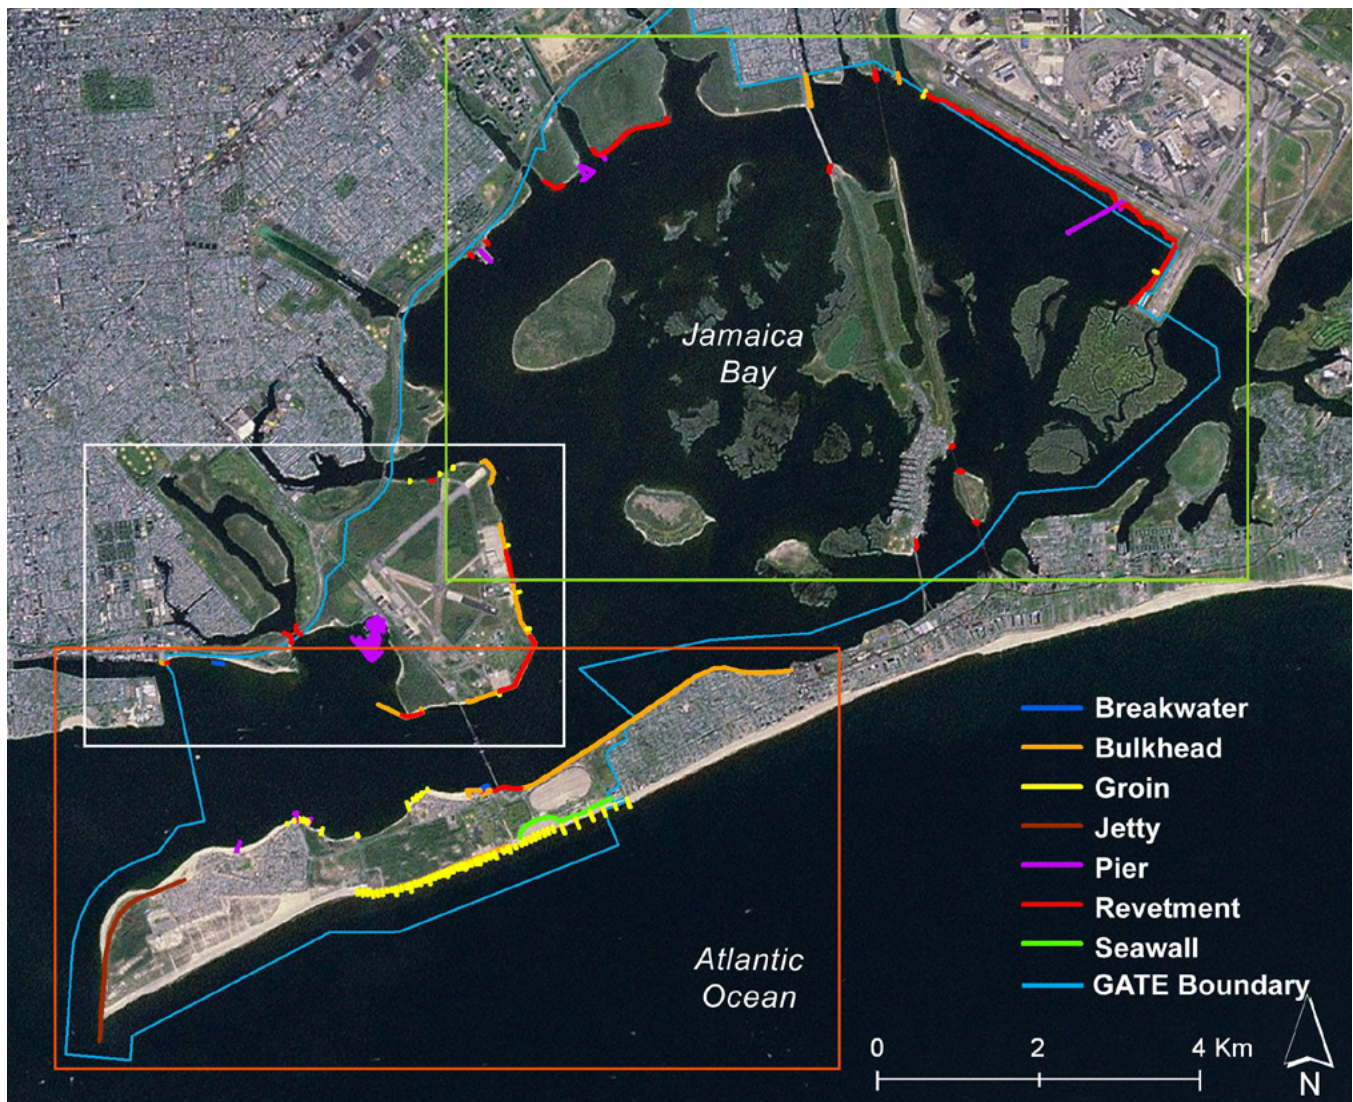 Jamaica
Bay
Breakwater
Bulkhead
Groin
Jetty
Pier
Revetment
Seawall
GATE Boundary
Atlantic
Ocean
0 2 4 Km
N